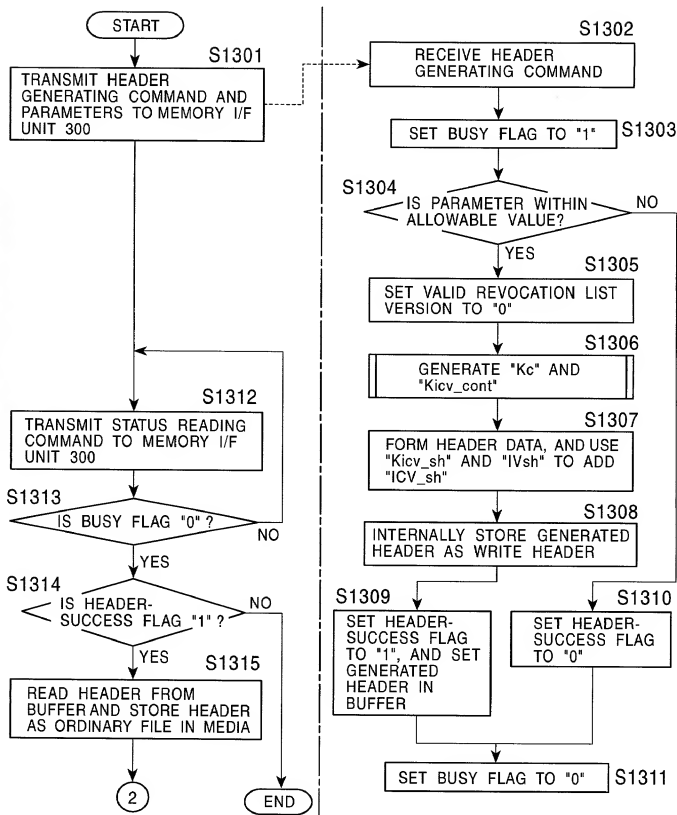 START
S1301
TRANSMIT HEADER
GENERATING COMMAND AND
PARAMETERS TO MEMORY I/F
UNIT 300
S1312
TRANSMIT STATUS READING
COMMAND TO MEMORY I/F
UNIT 300
S1313
IS BUSY FLAG "0" ?
NO
YES
S1314
IS HEADER-
SUCCESS FLAG "1" ?
NO
YES
S1315
READ HEADER FROM
BUFFER AND STORE HEADER
AS ORDINARY FILE IN MEDIA
2
END
S1302
RECEIVE HEADER
GENERATING COMMAND
SET BUSY FLAG TO "1"
S1303
S1304
IS PARAMETER WITHIN
ALLOWABLE VALUE?
NO
YES
S1305
SET VALID REVOCATION LIST
VERSION TO "0"
S1306
GENERATE "Kc" AND
"Kicv_cont"
S1307
FORM HEADER DATA, AND USE
"Kicv_sh" AND "IVsh" TO ADD
"ICV_sh"
S1308
INTERNALLY STORE GENERATED
HEADER AS WRITE HEADER
S1309
SET HEADER-
SUCCESS FLAG
TO "1", AND SET
GENERATED
HEADER IN
BUFFER
S1310
SET HEADER-
SUCCESS FLAG
TO "0"
SET BUSY FLAG TO "0"
S1311